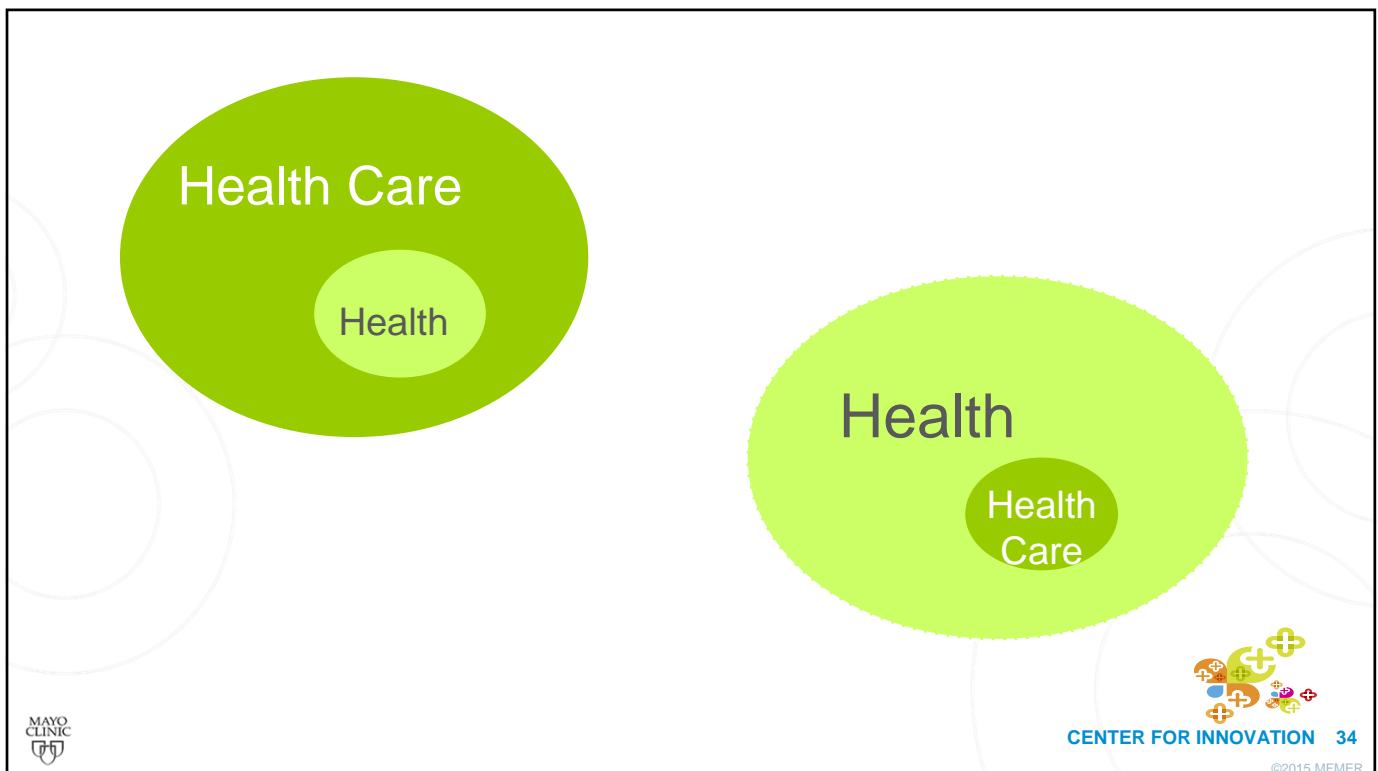 Health Care
Health
Health
Health
Care
MAYO
CLINIC
CENTER FOR INNOVATION 34
©2015 MFMER